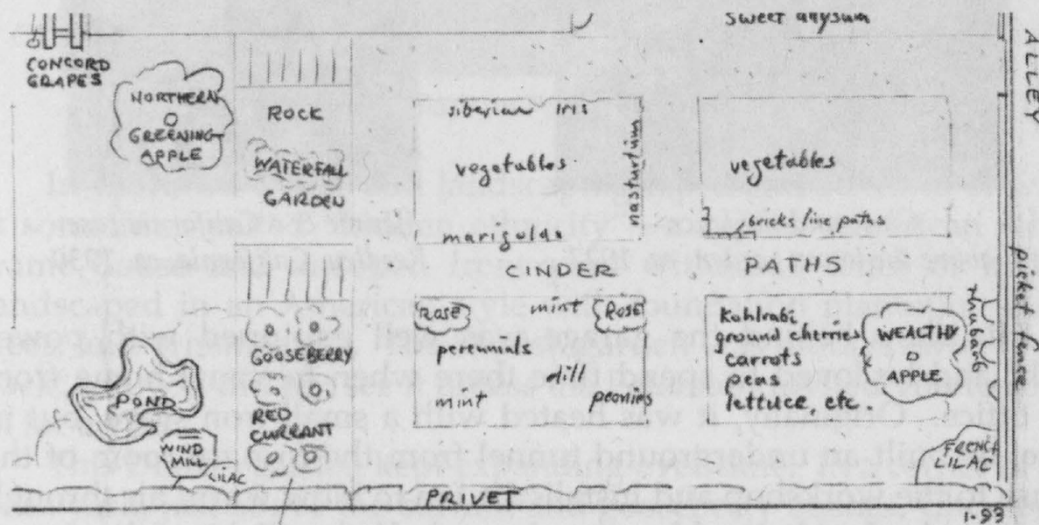 sweet alyssum
ALLEY
CONCORD
GRAPES
NORTHERN
GREENING
APPLE
ROCK
WATERFALL
GARDEN
siberian iris
vegetables
nasturtium
marigolds
vegetables
bricks line paths
CINDER PATHS
picket fence
ROSE
mint
ROSE
perennials
dill
mint
peonies
Kohlrabi
ground cherries
carrots
peas
lettuce etc.
WEALTHY
APPLE
rhubarb
GOOSEBERRY
RED
CURRANT
POND
WIND
MILL
LILAC
FRENCH
LILAC
PRIVET
1-93